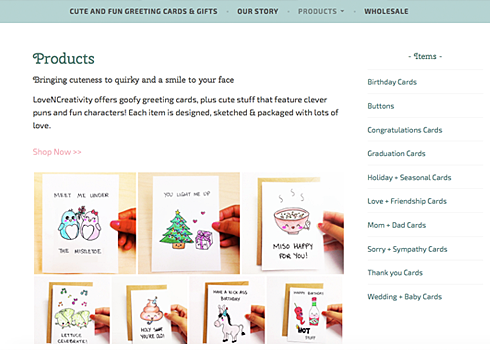 CUTE AND FUN GREETING CARDS & GIFTS · OUR STORY · PRODUCTS · WHOLESALE
Products
Bringing cuteness to quirky and a smile to your face
LoveNCreativity offers goofy greeting cards, plus cute stuff that feature clever
puns and fun characters! Each item is designed, sketched & packaged with lots of
love.
Shop Now >>
MEET ME UNDER
THE MISTLETOE
YOU LIGHT ME UP
MISO HAPPY
FOR YOU!
LETTUCE
CELEBRATE!
HOLY
YOU'RE OLD!
HAVE A KICK ASS
BIRTHDAY
HAPPY BIRTHDAY
HOT
STUFF
- Items -
Birthday Cards
Buttons
Congratulations Cards
Graduation Cards
Holiday + Seasonal Cards
Love + Friendship Cards
Mom + Dad Cards
Sorry + Sympathy Cards
Thank you Cards
Wedding + Baby Cards